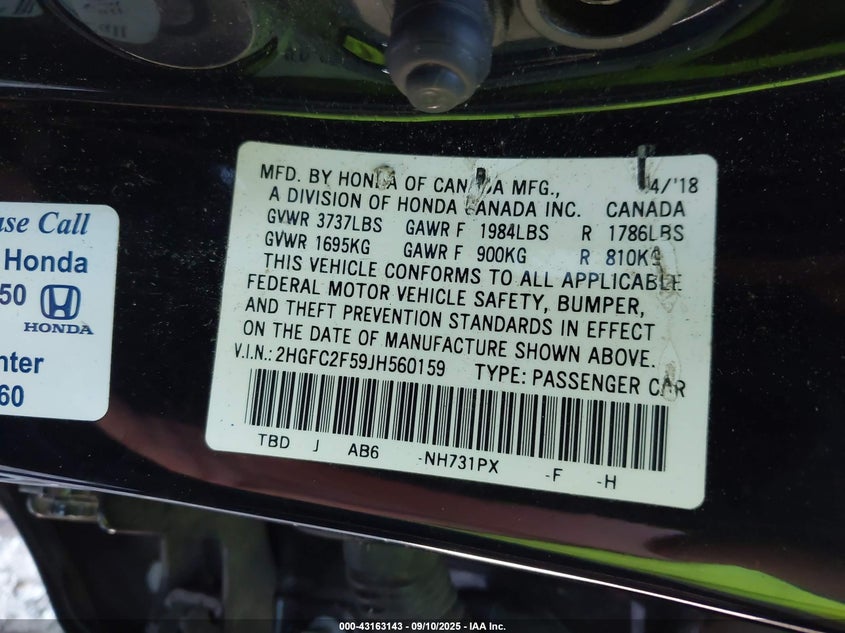 MFD. BY HONDA OF CANADA MFG., 4/'18
A DIVISION OF HONDA CANADA INC. CANADA
GVWR 3737LBS GAWR F 1984LBS R 1786LBS
GVWR 1695KG GAWR F 900KG R 810KG
THIS VEHICLE CONFORMS TO ALL APPLICABLE
FEDERAL MOTOR VEHICLE SAFETY, BUMPER,
AND THEFT PREVENTION STANDARDS IN EFFECT
ON THE DATE OF MANUFACTURE SHOWN ABOVE.
V.I.N.: 2HGFC2F59JH560159 TYPE: PASSENGER CAR
TBD J AB6 -NH731PX -F -H
Call
Honda
50
HONDA
60
000-43163143 - 09/10/2025 - IAA Inc.